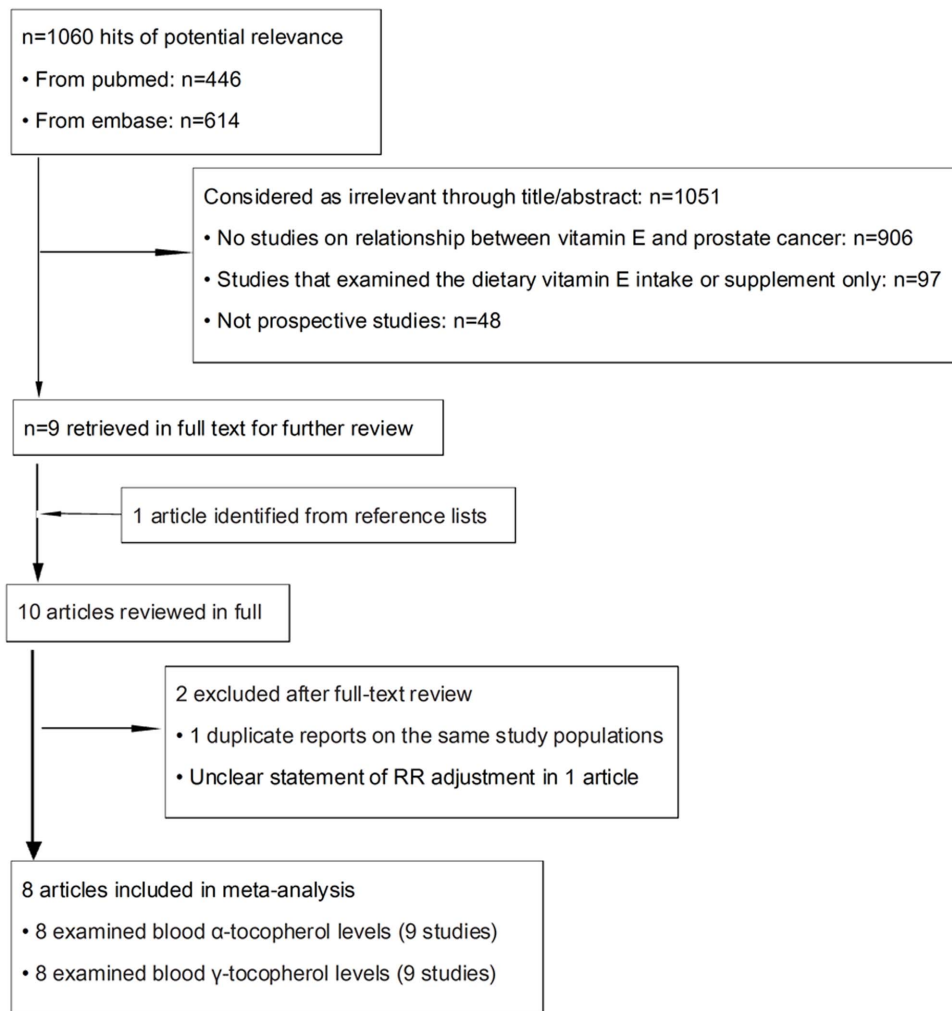 n=1060 hits of potential relevance
• From pubmed: n=446
• From embase: n=614
Considered as irrelevant through title/abstract: n=1051
• No studies on relationship between vitamin E and prostate cancer: n=906
• Studies that examined the dietary vitamin E intake or supplement only: n=97
• Not prospective studies: n=48
n=9 retrieved in full text for further review
1 article identified from reference lists
10 articles reviewed in full
2 excluded after full-text review
• 1 duplicate reports on the same study populations
• Unclear statement of RR adjustment in 1 article
8 articles included in meta-analysis
• 8 examined blood α-tocopherol levels (9 studies)
• 8 examined blood γ-tocopherol levels (9 studies)